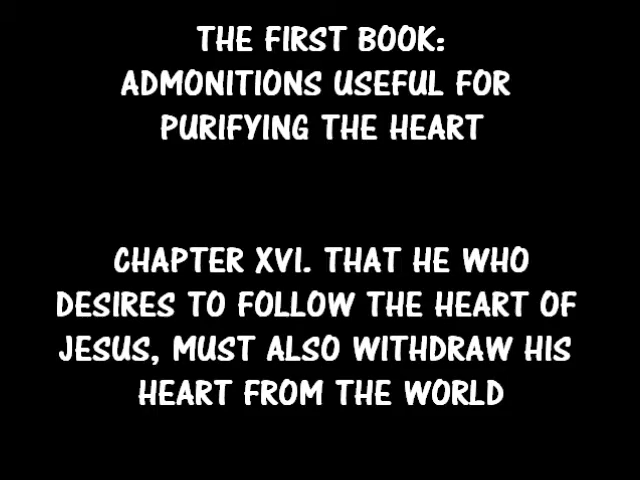 THE FIRST BOOK:
ADMONITIONS USEFUL FOR
PURIFYING THE HEART
CHAPTER XVI. THAT HE WHO
DESIRES TO FOLLOW THE HEART OF
JESUS, MUST ALSO WITHDRAW HIS
HEART FROM THE WORLD